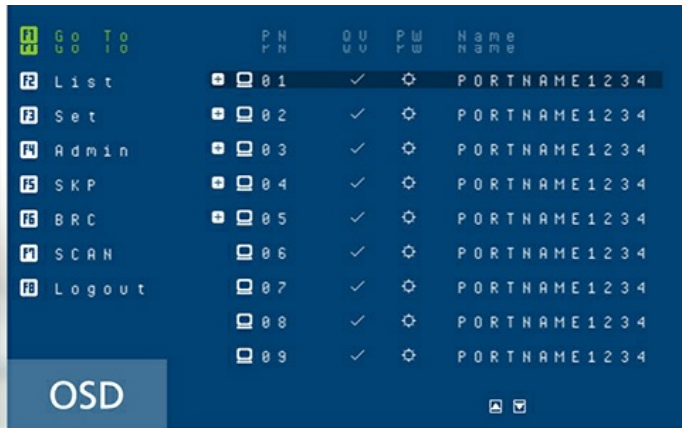 F1 Go To PN QV PW Name
F2 List 01 PORTNAME1234
F3 Set 02 PORTNAME1234
F4 Admin 03 PORTNAME1234
F5 SKP 04 PORTNAME1234
F6 BRC 05 PORTNAME1234
F7 SCAN 06 PORTNAME1234
F8 Logout 07 PORTNAME1234
08 PORTNAME1234
09 PORTNAME1234
OSD